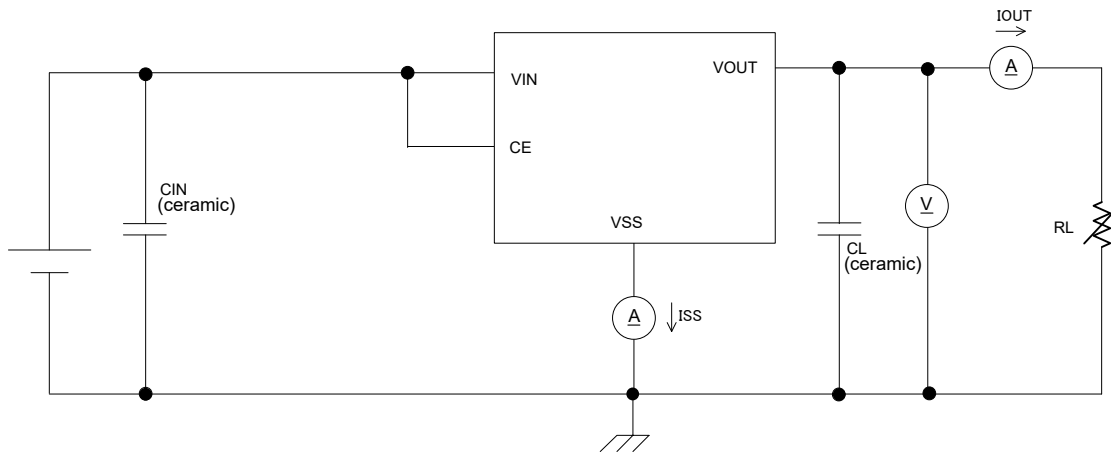 IOUT
A
VIN
VOUT
CE
CIN
(ceramic)
VSS
V
CL
(ceramic)
RL
A
ISS